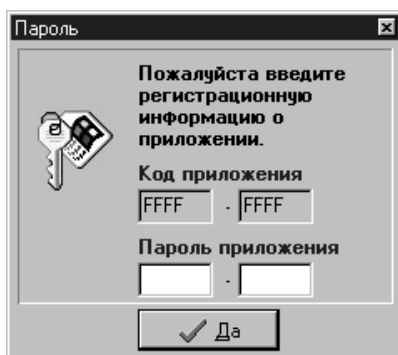 Пароль
Пожалуйста введите
регистрационную
информацию о
приложении.
Код приложения
FFFF - FFFF
Пароль приложения
-
Да